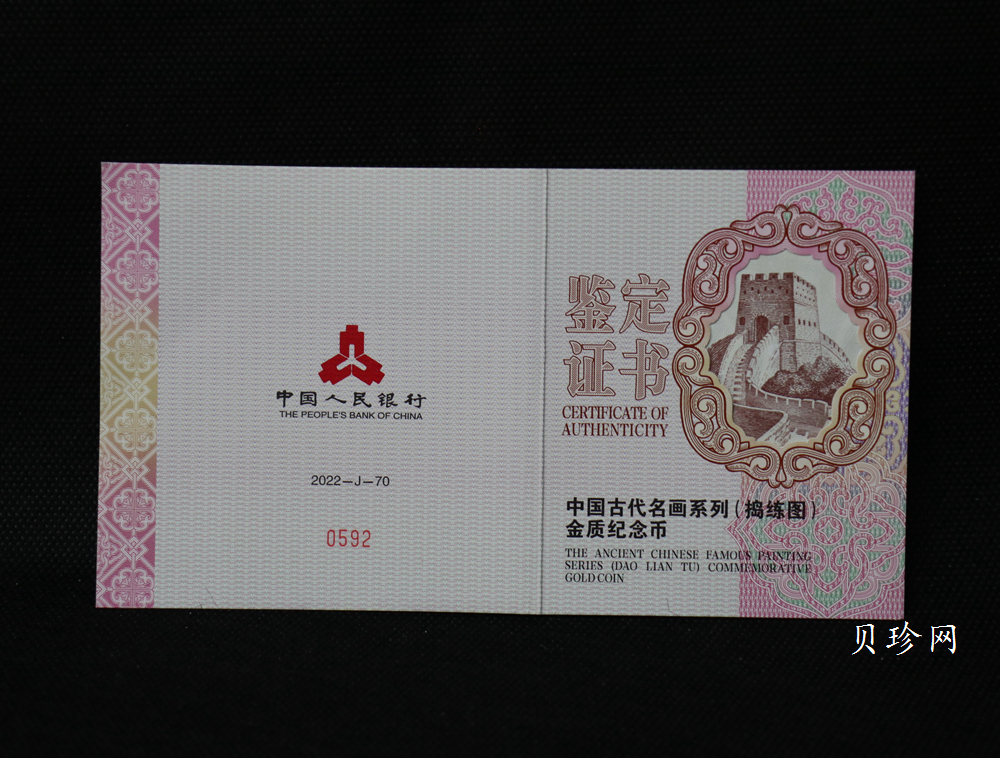 中国人民银行
THE PEOPLE'S BANK OF CHINA
2022-J-70
0592
鉴定
证书
CERTIFICATE OF
AUTHENTICITY
中国古代名画系列(捣练图)
金质纪念币
THE ANCIENT CHINESE FAMOUS PAINTING
SERIES (DAO LIAN TU) COMMEMORATIVE
GOLD COIN
贝珍网